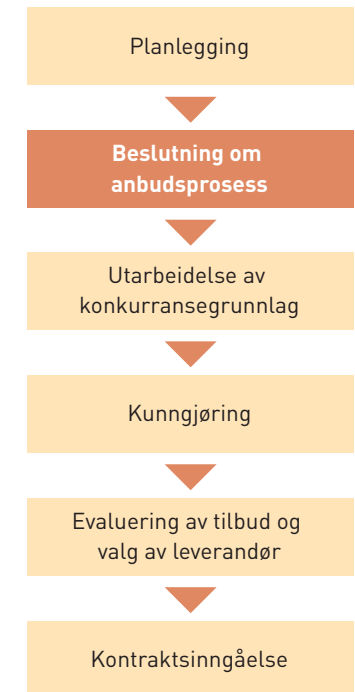 Planlegging
Beslutning om
anbudsprosess
Utarbeidelse av
konkurransegrunnlag
Kunngjøring
Evaluering av tilbud og
valg av leverandør
Kontraktsinngåelse